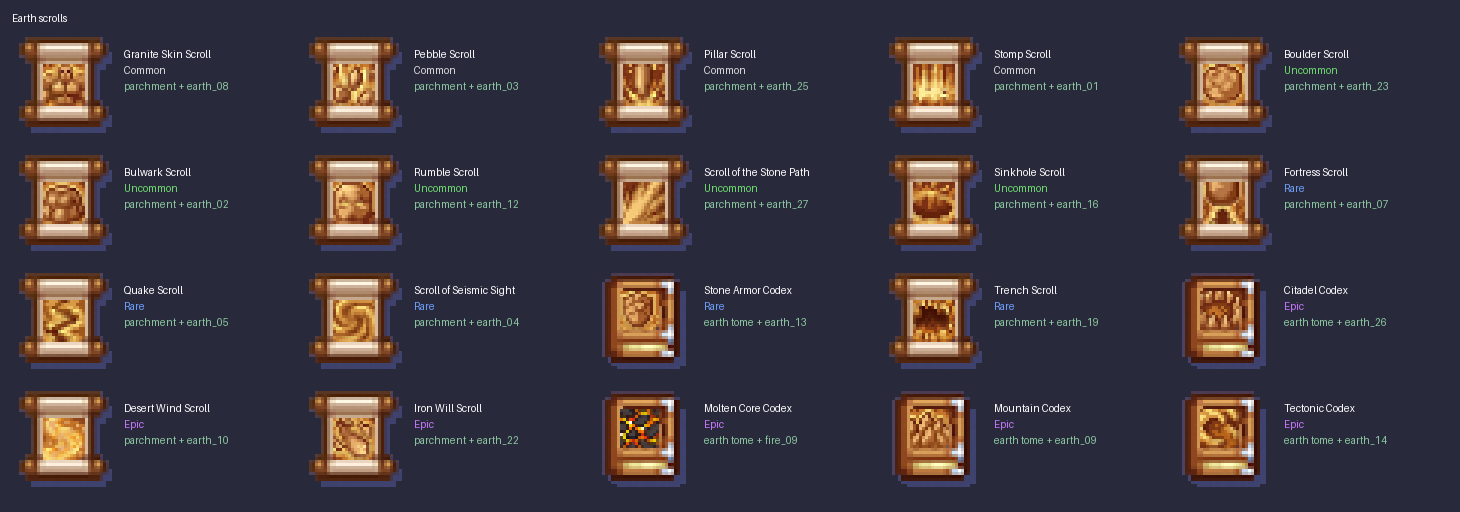 Earth scrolls
Granite Skin Scroll
Common
parchment + earth_08
Pebble Scroll
Common
parchment + earth_03
Pillar Scroll
Common
parchment + earth_25
Stomp Scroll
Common
parchment + earth_01
Boulder Scroll
Uncommon
parchment + earth_23
Bulwark Scroll
Uncommon
parchment + earth_02
Rumble Scroll
Uncommon
parchment + earth_12
Scroll of the Stone Path
Uncommon
parchment + earth_27
Sinkhole Scroll
Uncommon
parchment + earth_16
Fortress Scroll
Rare
parchment + earth_07
Quake Scroll
Rare
parchment + earth_05
Scroll of Seismic Sight
Rare
parchment + earth_04
Stone Armor Codex
Rare
earth tome + earth_13
Trench Scroll
Rare
parchment + earth_19
Citadel Codex
Epic
earth tome + earth_26
Desert Wind Scroll
Epic
parchment + earth_10
Iron Will Scroll
Epic
parchment + earth_22
Molten Core Codex
Epic
earth tome + fire_09
Mountain Codex
Epic
earth tome + earth_09
Tectonic Codex
Epic
earth tome + earth_14